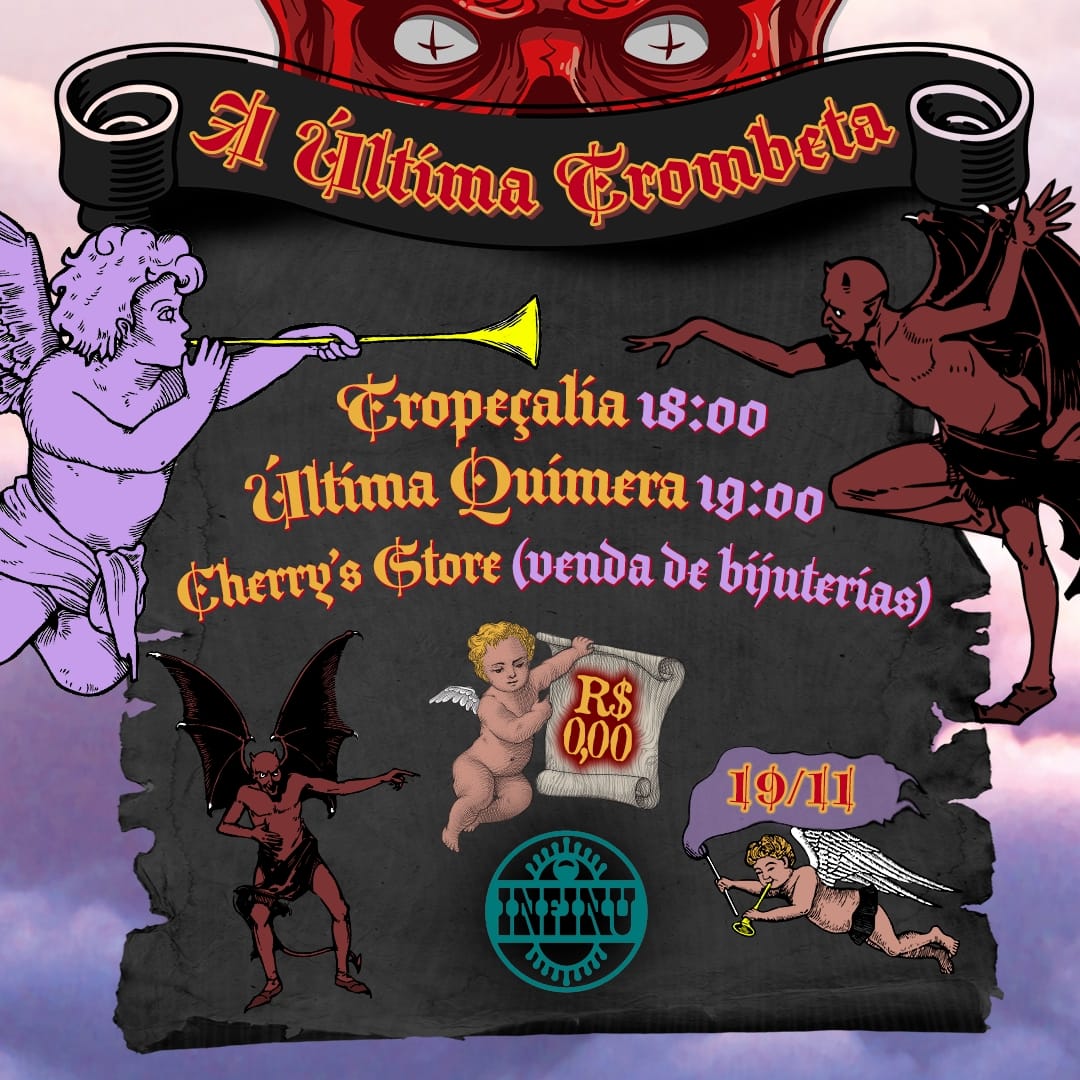 A Última Trombeta
Tropeçalia 18:00
Última Quimera 19:00
Cherry's Store (venda de bijuterias)
R$
0,00
19/11
INFINU